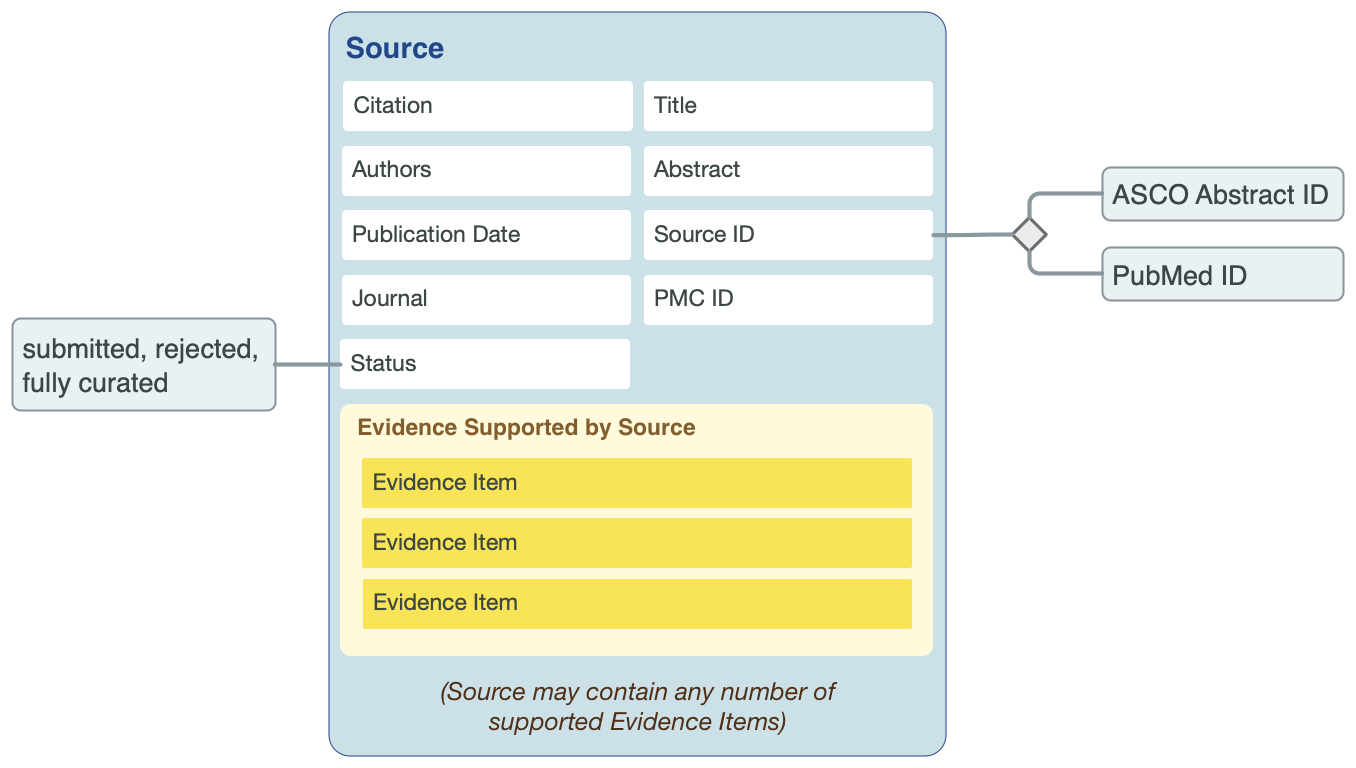 Source
Citation
Title
Authors
Abstract
Publication Date
Source ID
Journal
PMC ID
Status
submitted, rejected,
fully curated
ASCO Abstract ID
PubMed ID
Evidence Supported by Source
Evidence Item
Evidence Item
Evidence Item
(Source may contain any number of
supported Evidence Items)